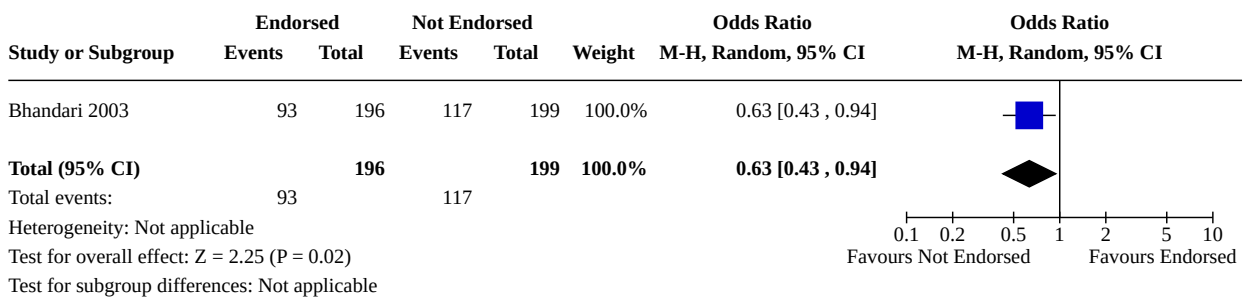 Endorsed Not Endorsed Odds Ratio Odds Ratio
Study or Subgroup Events Total Events Total Weight M-H, Random, 95% CI M-H, Random, 95% CI
Bhandari 2003 93 196 117 199 100.0% 0.63 [0.43 , 0.94]
Total (95% CI) 196 199 100.0% 0.63 [0.43 , 0.94]
Total events: 93 117
Heterogeneity: Not applicable
0.1 0.2 0.5 1 2 5 10
Test for overall effect: Z = 2.25 (P = 0.02) Favours Not Endorsed Favours Endorsed
Test for subgroup differences: Not applicable